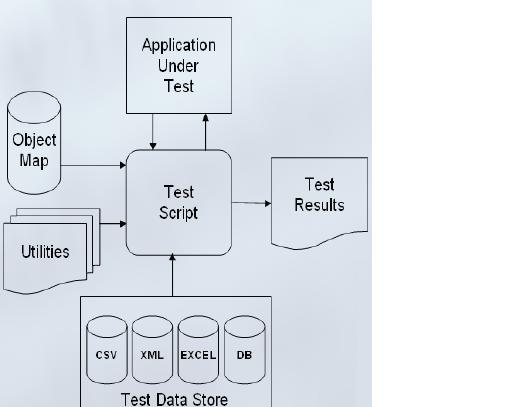 Application
Under
Test
Object
Map
Test
Script
Test
Results
Utilities
CSV XML EXCEL DB
Test Data Store